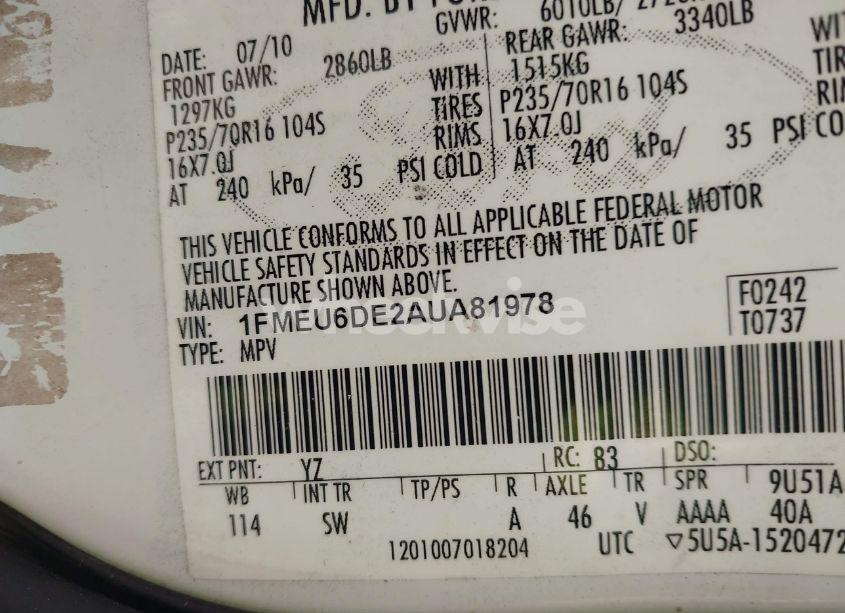 MFD. BY
GVWR: 6010LB/
DATE: 07/10
FRONT GAWR: 2860LB
REAR GAWR: 3340LB
1297KG WITH 1515KG WITH
P235/70R16 104S TIRES P235/70R16 104S
16X7.0J RIMS 16X7.0J
AT 240 kPa/ 35 PSI COLD AT 240 kPa/ 35 PSI CO
THIS VEHICLE CONFORMS TO ALL APPLICABLE FEDERAL MOTOR
VEHICLE SAFETY STANDARDS IN EFFECT ON THE DATE OF
MANUFACTURE SHOWN ABOVE.
VIN: 1FMEU6DE2AUA81978
F0242
TYPE: MPV
T0737
EXT PNT: YZ RC: 83 DSO:
WB INT TR TP/PS R AXLE TR SPR 9U51A
114 SW A 46 V AAAA 40A
1201007018204 UTC ▽5U5A-1520472